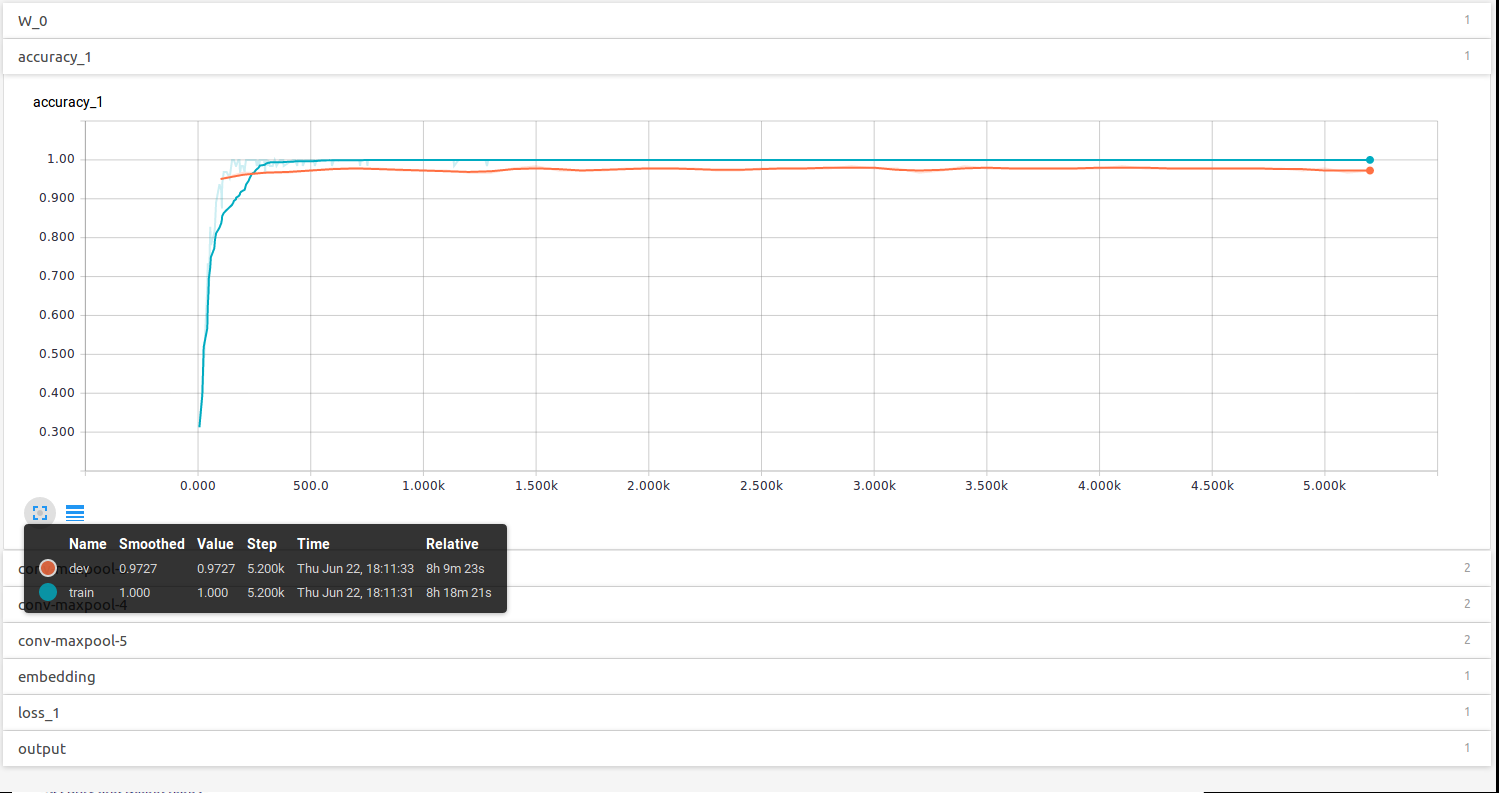 W_0 1
accuracy_1 1
accuracy_1
1.00
0.900
0.800
0.700
0.600
0.500
0.400
0.300
0.000 500.0 1.000k 1.500k 2.000k 2.500k 3.000k 3.500k 4.000k 4.500k 5.000k
Name Smoothed Value Step Time Relative
dev 0.9727 0.9727 5.200k Thu Jun 22, 18:11:33 8h 9m 23s
2
train 1.000 1.000 5.200k Thu Jun 22, 18:11:31 8h 18m 21s
conv-maxpool-4 2
conv-maxpool-5 2
embedding 1
loss_1 1
output 1